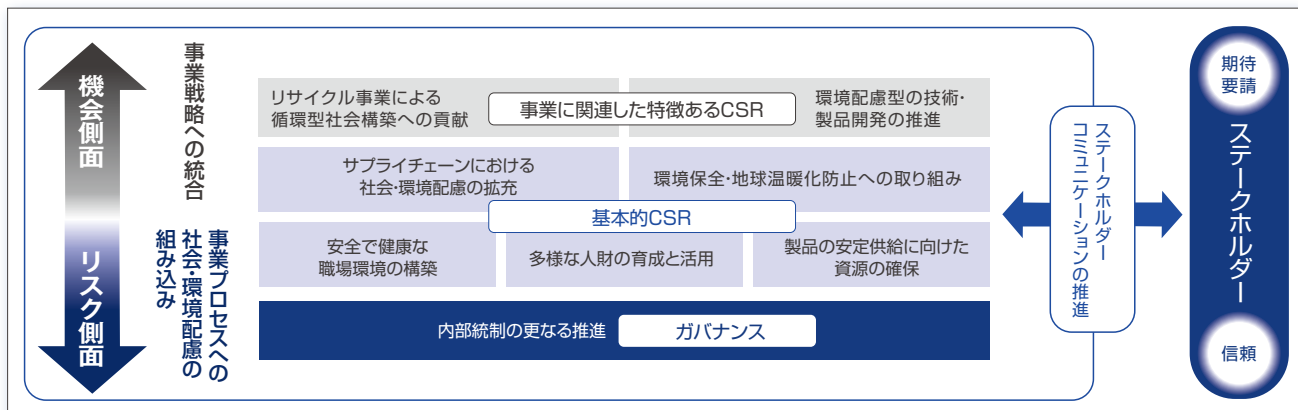 機会側面
リスク側面
事業戦略への統合
事業プロセスへの
社会・環境配慮の
組み込み
リサイクル事業による
循環型社会構築への貢献
事業に関連した特徴あるCSR
環境配慮型の技術・
製品開発の推進
サプライチェーンにおける
社会・環境配慮の拡充
環境保全・地球温暖化防止への取り組み
基本的CSR
安全で健康な
職場環境の構築
多様な人財の育成と活用
製品の安定供給に向けた
資源の確保
内部統制の更なる推進
ガバナンス
ステークホルダー
コミュニケーションの推進
期待
要請
ステークホルダー
信頼